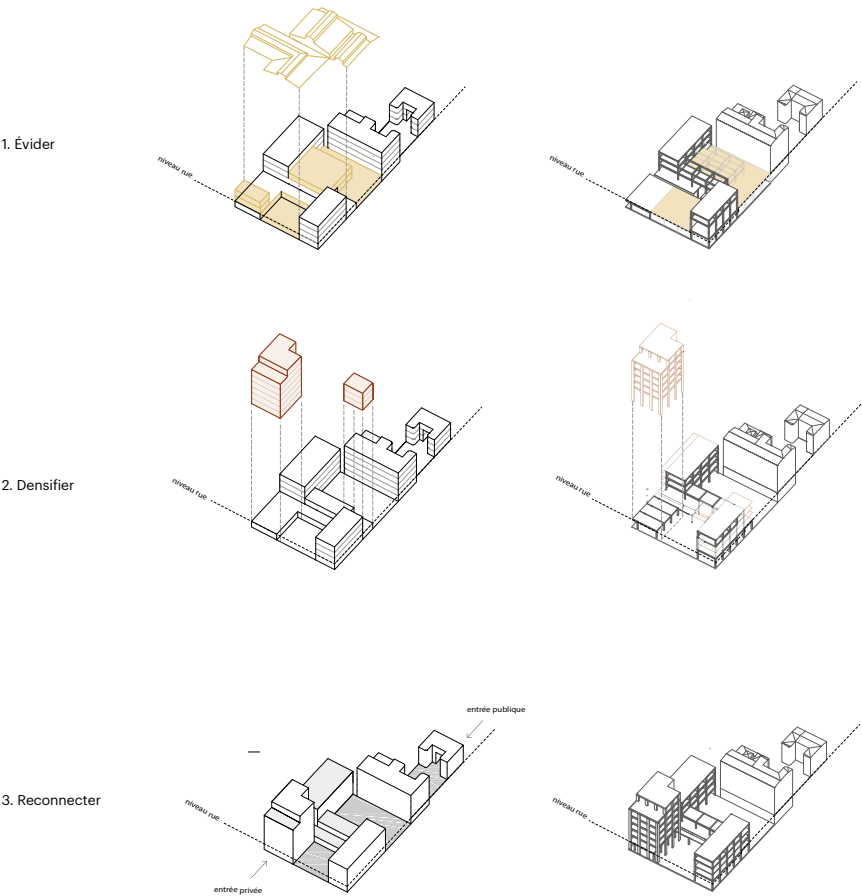 1. Évider
niveau rue
niveau rue
2. Densifier
niveau rue
niveau rue
entrée publique
3. Reconnecter
niveau rue
niveau rue
entrée privée